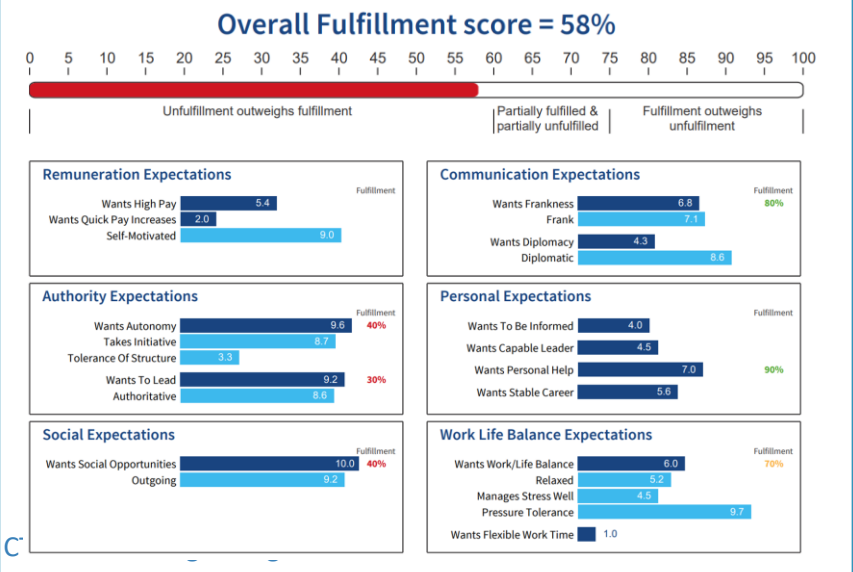 Overall Fulfillment score = 58%
0 5 10 15 20 25 30 35 40 45 50 55 60 65 70 75 80 85 90 95 100
Unfulfillment outweighs fulfillment
Partially fulfilled &
partially unfulfilled
Fulfillment outweighs
unfulfilment
Remuneration Expectations
Fulfillment
Wants High Pay 5.4
Wants Quick Pay Increases 2.0
Self-Motivated 9.0
Communication Expectations
Fulfillment
Wants Frankness 6.8 80%
Frank 7.1
Wants Diplomacy 4.3
Diplomatic 8.6
Authority Expectations
Fulfillment
Wants Autonomy 9.6 40%
Takes Initiative 8.7
Tolerance Of Structure 3.3
Wants To Lead 9.2 30%
Authoritative 8.6
Personal Expectations
Fulfillment
Wants To Be Informed 4.0
Wants Capable Leader 4.5
Wants Personal Help 7.0 90%
Wants Stable Career 5.6
Social Expectations
Fulfillment
Wants Social Opportunities 10.0 40%
Outgoing 9.2
Work Life Balance Expectations
Fulfillment
Wants Work/Life Balance 6.0 70%
Relaxed 5.2
Manages Stress Well 4.5
Pressure Tolerance 9.7
Wants Flexible Work Time 1.0